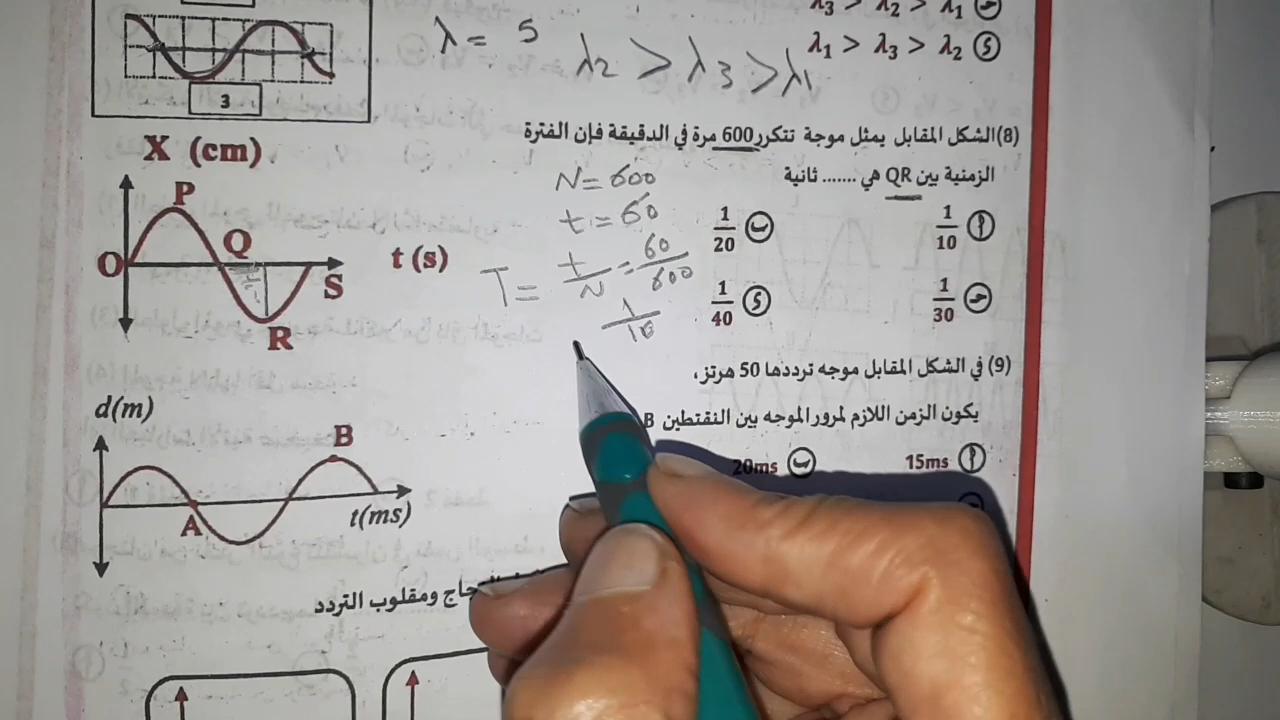 λ₃ > λ₂ > λ₁ ج
λ₁ > λ₃ > λ₂ د
λ = 5
λ₂ > λ₃ > λ₁
3
(8) الشكل المقابل يمثل موجة تتكرر 600 مرة في الدقيقة فإن الفترة
الزمنية بين QR هي ....... ثانية
أ 1/10
ب 1/20
ج 1/30
د 1/40
N = 600
t = 60
T = t/N = 60/600
1/10
X (cm)
P
O
Q
S
R
t (s)
(9) في الشكل المقابل موجه ترددها 50 هرتز،
يكون الزمن اللازم لمرور الموجه بين النقتطين B
أ 15ms
ب 20ms
d(m)
B
A
t(ms)
ومقلوب التردد